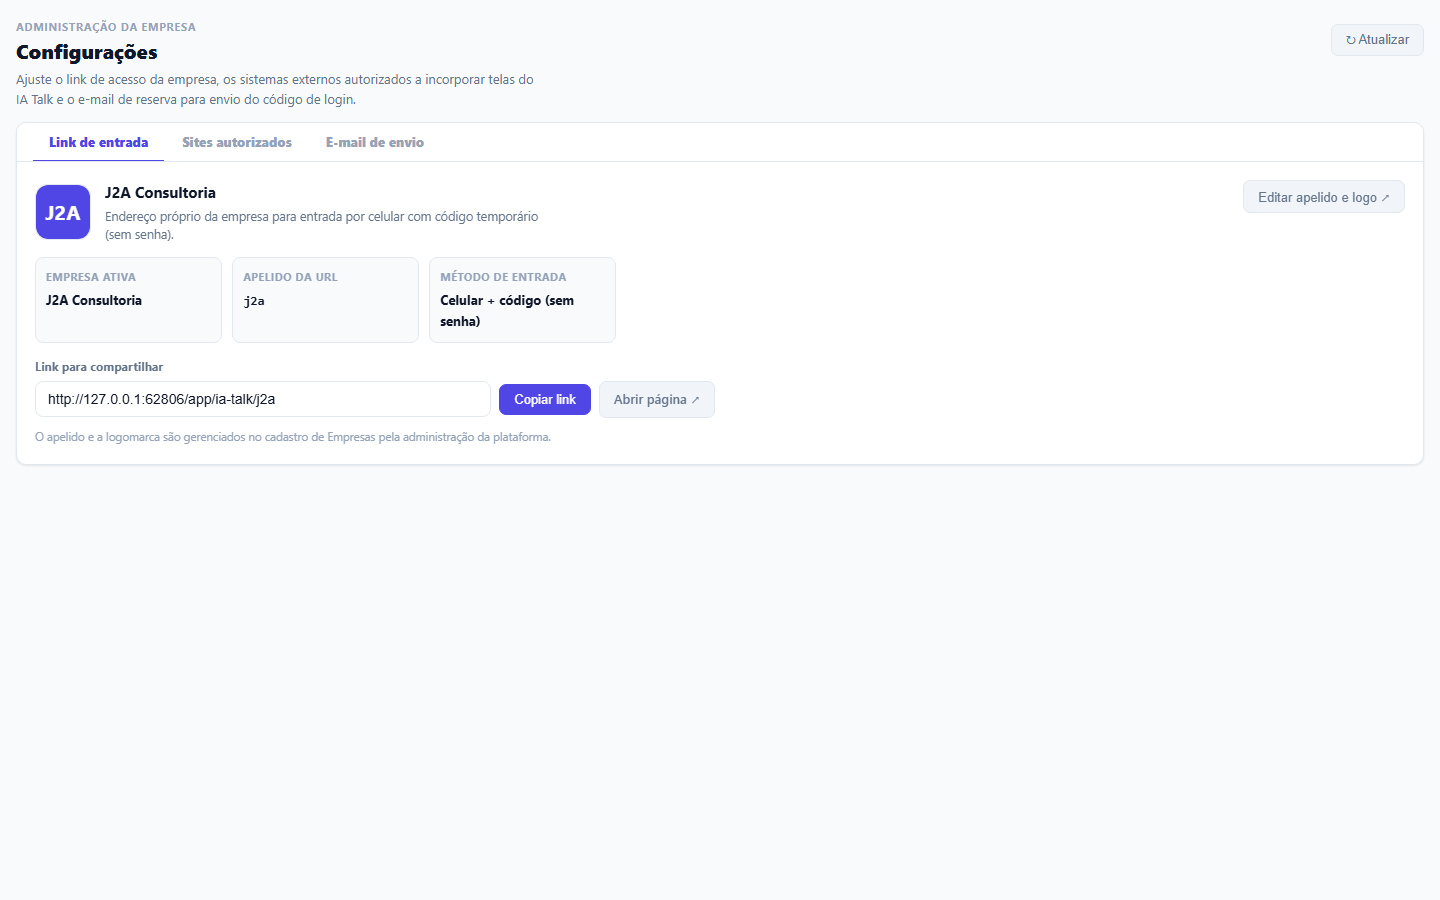 ADMINISTRAÇÃO DA EMPRESA
Configurações
↻ Atualizar
Ajuste o link de acesso da empresa, os sistemas externos autorizados a incorporar telas do
IA Talk e o e-mail de reserva para envio do código de login.
Link de entrada
Sites autorizados
E-mail de envio
J2A
J2A Consultoria
Endereço próprio da empresa para entrada por celular com código temporário
(sem senha).
Editar apelido e logo ↗
EMPRESA ATIVA
J2A Consultoria
APELIDO DA URL
j2a
MÉTODO DE ENTRADA
Celular + código (sem
senha)
Link para compartilhar
http://127.0.0.1:62806/app/ia-talk/j2a
Copiar link
Abrir página ↗
O apelido e a logomarca são gerenciados no cadastro de Empresas pela administração da plataforma.